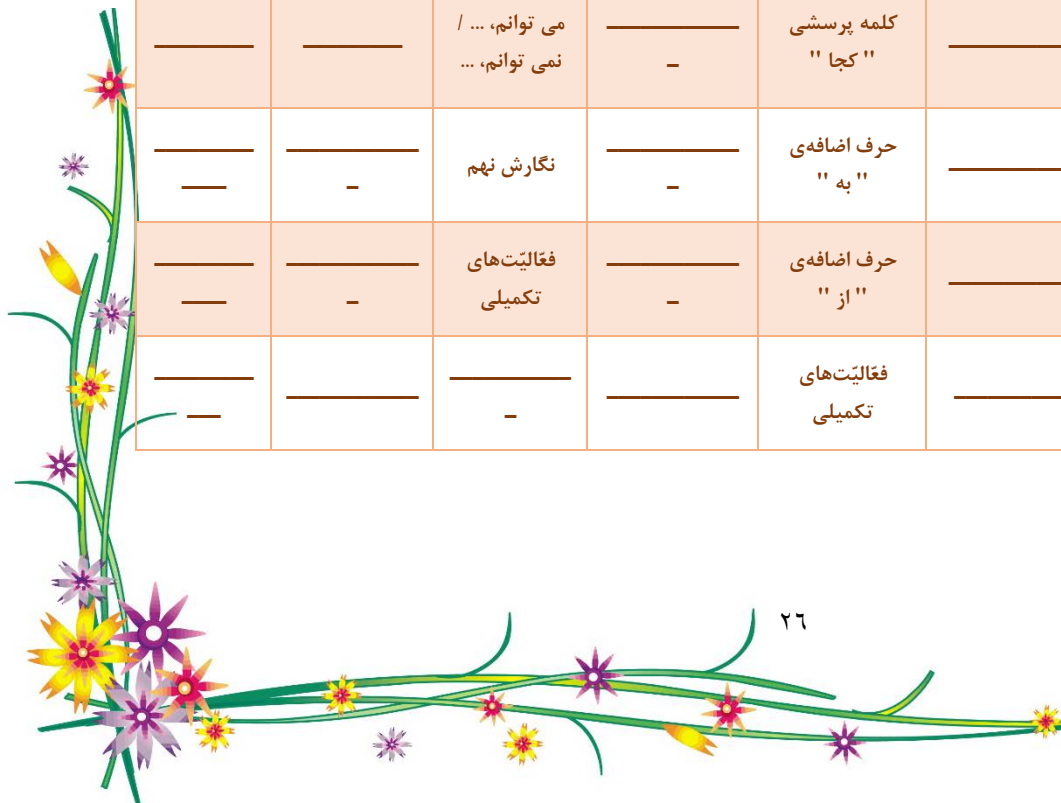 کلمه پرسشی
" کجا "
می توانم، ... /
نمی توانم، ...
حرف اضافه‌ی
" به "
نگارش نهم
حرف اضافه‌ی
" از "
فعّالیّت‌های
تکمیلی
فعّالیّت‌های
تکمیلی
٢٦